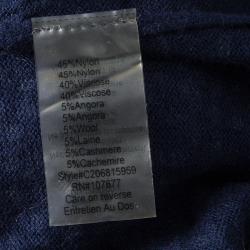 45%Nylon
45%Nylon
40%Viscose
40%Viscose
5%Angora
5%Angora
5%Wool
5%Laine
5%Cashmere
5%Cachemire
Style#C206815959
RN#107677
Care on reverse
Entretien Au Dos